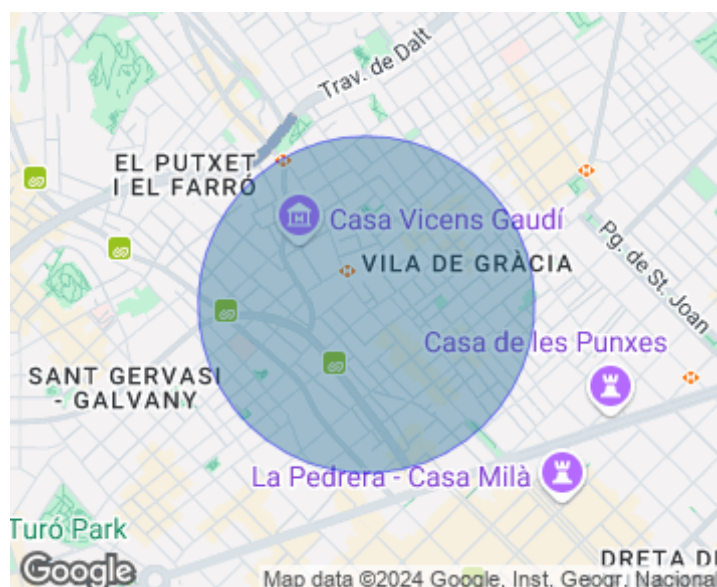 Trav. de Dalt
EL PUTXET
I EL FARRÓ
Casa Vicens Gaudí
VILA DE GRÀCIA
Pg. de St. Joan
Casa de les Punxes
SANT GERVASI
- GALVANY
La Pedrera - Casa Milà
Turó Park
DRETA DE
Google
Map data ©2024 Google, Inst. Geogr. Nacional